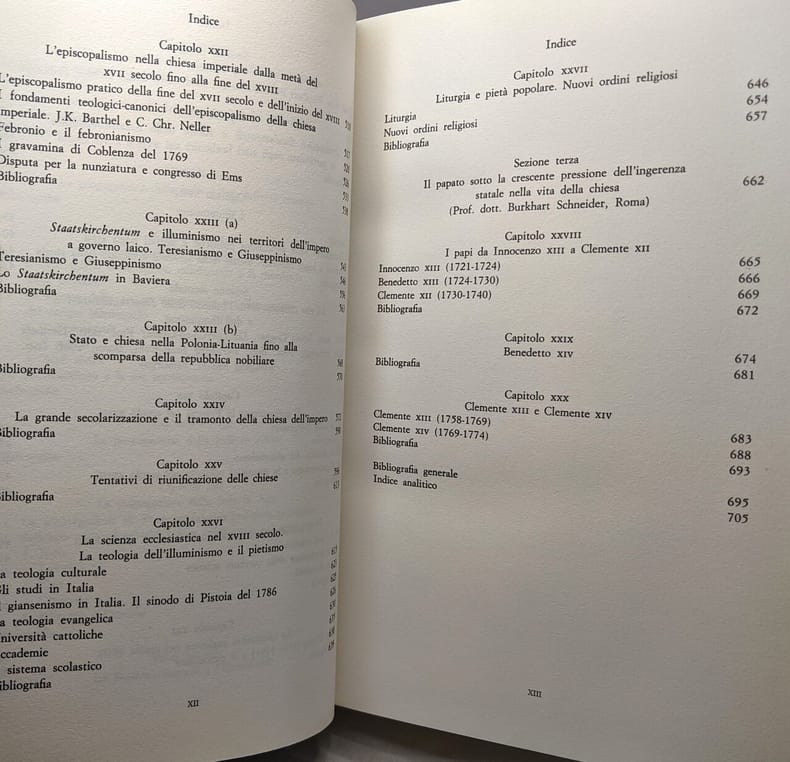 Indice
Capitolo XXII
L'episcopalismo nella chiesa imperiale dalla metà del
XVII secolo fino alla fine del XVIII
L'episcopalismo pratico della fine del XVII secolo e dell'inizio del XVIII
fondamenti teologici-canonici dell'episcopalismo della chiesa
imperiale. J.K. Barthel e C. Chr. Neller
Febronio e il febronianismo
gravamina di Coblenza del 1769
Disputa per la nunziatura e congresso di Ems
Bibliografia
Capitolo XXIII (a)
Staatskirchentum e illuminismo nei territori dell'impero
a governo laico. Teresianismo e Giuseppinismo
Teresianismo e Giuseppinismo
Lo Staatskirchentum in Baviera
Bibliografia
Capitolo XXIII (b)
Stato e chiesa nella Polonia-Lituania fino alla
scomparsa della repubblica nobiliare
Bibliografia
Capitolo XXIV
La grande secolarizzazione e il tramonto della chiesa dell'impero
Bibliografia
Capitolo XXV
Tentativi di riunificazione delle chiese
Bibliografia
Capitolo XXVI
La scienza ecclesiastica nel XVIII secolo.
La teologia dell'illuminismo e il pietismo
a teologia culturale
li studi in Italia
giansenismo in Italia. Il sinodo di Pistoia del 1786
a teologia evangelica
niversità cattoliche
ccademie
sistema scolastico
ibliografia
XII
Indice
Capitolo XXVII
Liturgia e pietà popolare. Nuovi ordini religiosi
Liturgia 646
Nuovi ordini religiosi 654
Bibliografia 657
Sezione terza
Il papato sotto la crescente pressione dell'ingerenza
statale nella vita della chiesa
(Prof. dott. Burkhart Schneider, Roma) 662
Capitolo XXVIII
I papi da Innocenzo XIII a Clemente XII
Innocenzo XIII (1721-1724) 665
Benedetto XIII (1724-1730) 666
Clemente XII (1730-1740) 669
Bibliografia 672
Capitolo XXIX
Benedetto XIV 674
Bibliografia 681
Capitolo XXX
Clemente XIII e Clemente XIV
Clemente XIII (1758-1769) 683
Clemente XIV (1769-1774) 688
Bibliografia 693
Bibliografia generale 695
Indice analitico 705
XIII